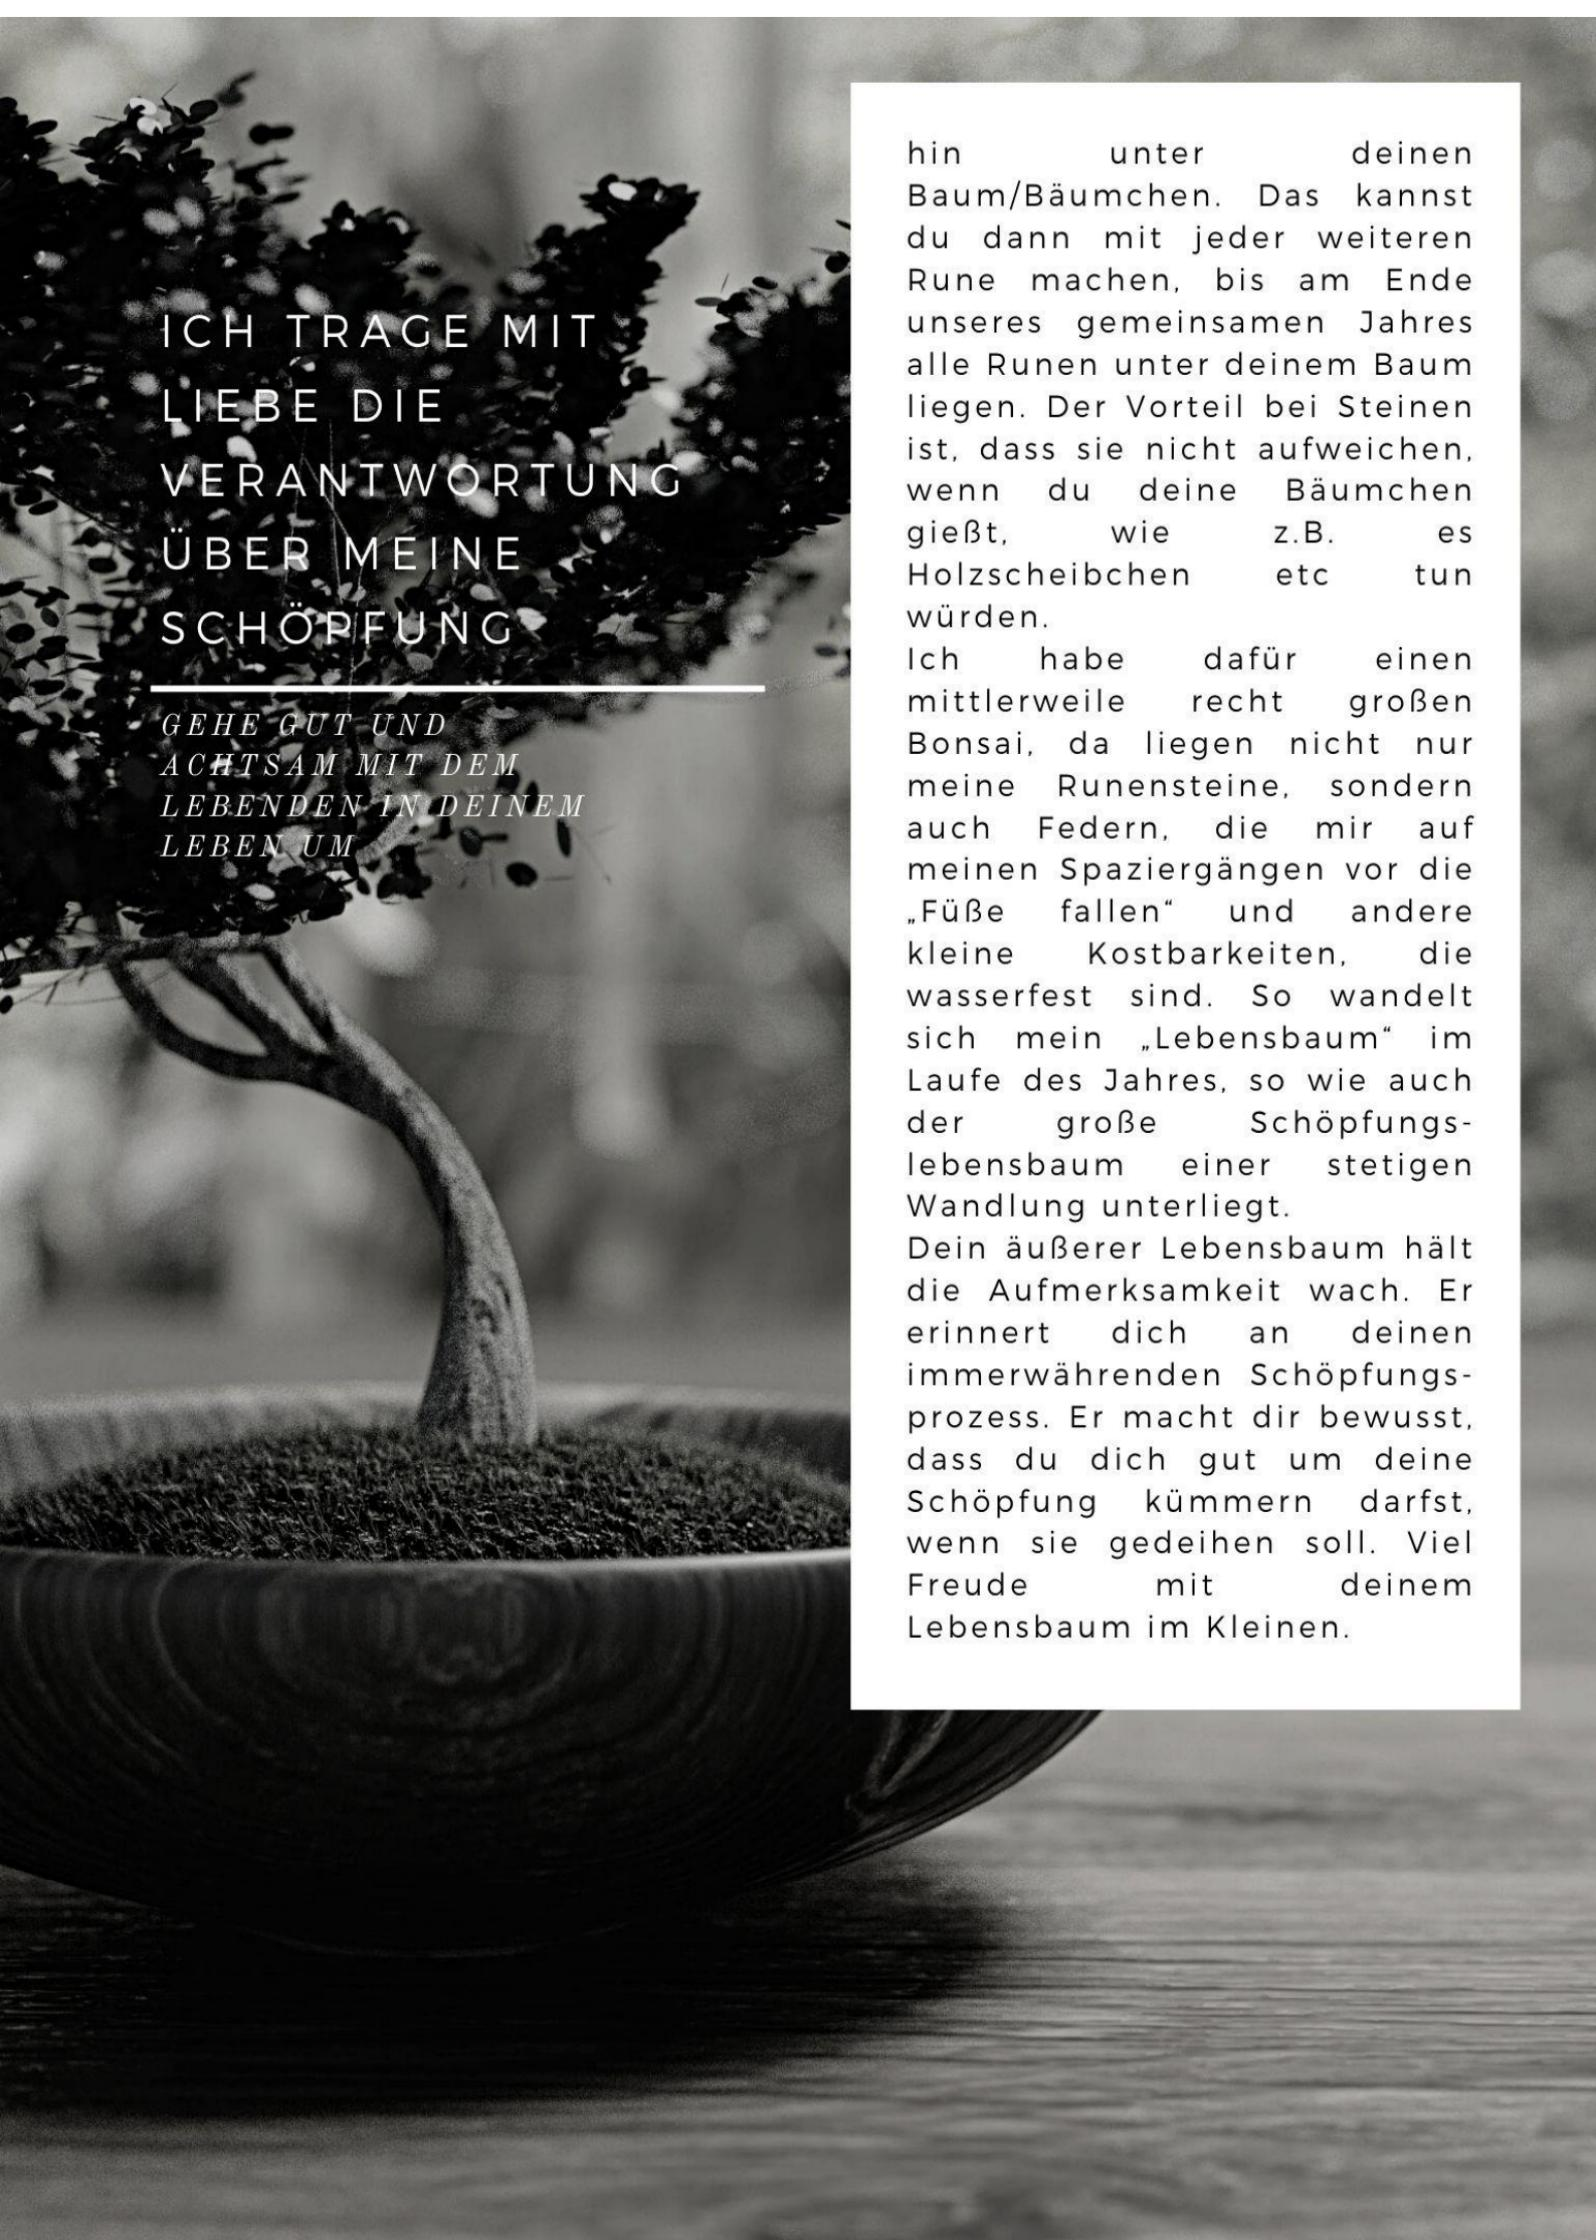 ICH TRAGE MIT
LIEBE DIE
VERANTWORTUNG
ÜBER MEINE
SCHÖPFUNG
GEHE GUT UND
ACHTSAM MIT DEM
LEBENDEN IN DEINEM
LEBEN UM
hin unter deinen
Baum/Bäumchen. Das kannst
du dann mit jeder weiteren
Rune machen, bis am Ende
unseres gemeinsamen Jahres
alle Runen unter deinem Baum
liegen. Der Vorteil bei Steinen
ist, dass sie nicht aufweichen,
wenn du deine Bäumchen
gießt, wie z.B. es
Holzscheibchen etc tun
würden.
Ich habe dafür einen
mittlerweile recht großen
Bonsai, da liegen nicht nur
meine Runensteine, sondern
auch Federn, die mir auf
meinen Spaziergängen vor die
„Füße fallen“ und andere
kleine Kostbarkeiten, die
wasserfest sind. So wandelt
sich mein „Lebensbaum“ im
Laufe des Jahres, so wie auch
der große Schöpfungs-
lebensbaum einer stetigen
Wandlung unterliegt.
Dein äußerer Lebensbaum hält
die Aufmerksamkeit wach. Er
erinnert dich an deinen
immerwährenden Schöpfungs-
prozess. Er macht dir bewusst,
dass du dich gut um deine
Schöpfung kümmern darfst,
wenn sie gedeihen soll. Viel
Freude mit deinem
Lebensbaum im Kleinen.